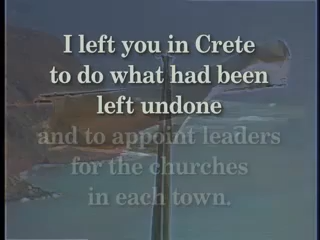 I left you in Crete
to do what had been
left undone
and to appoint leaders
for the churches
in each town.